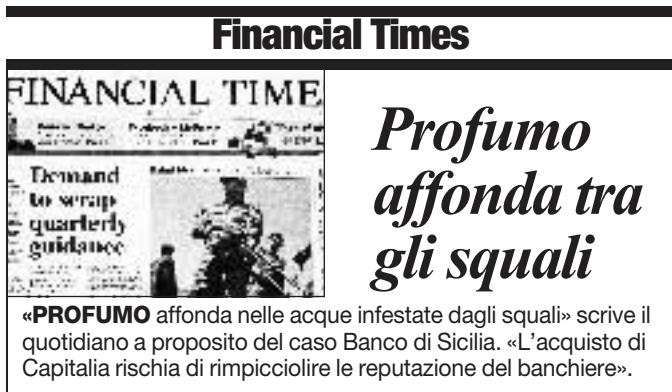 Financial Times
FINANCIAL TIME
Demand
to scrap
quarterly
guidance
Profumo
affonda tra
gli squali
«PROFUMO affonda nelle acque infestate dagli squali» scrive il
quotidiano a proposito del caso Banco di Sicilia. «L’acquisto di
Capitalia rischia di rimpicciolire le reputazione del banchiere».